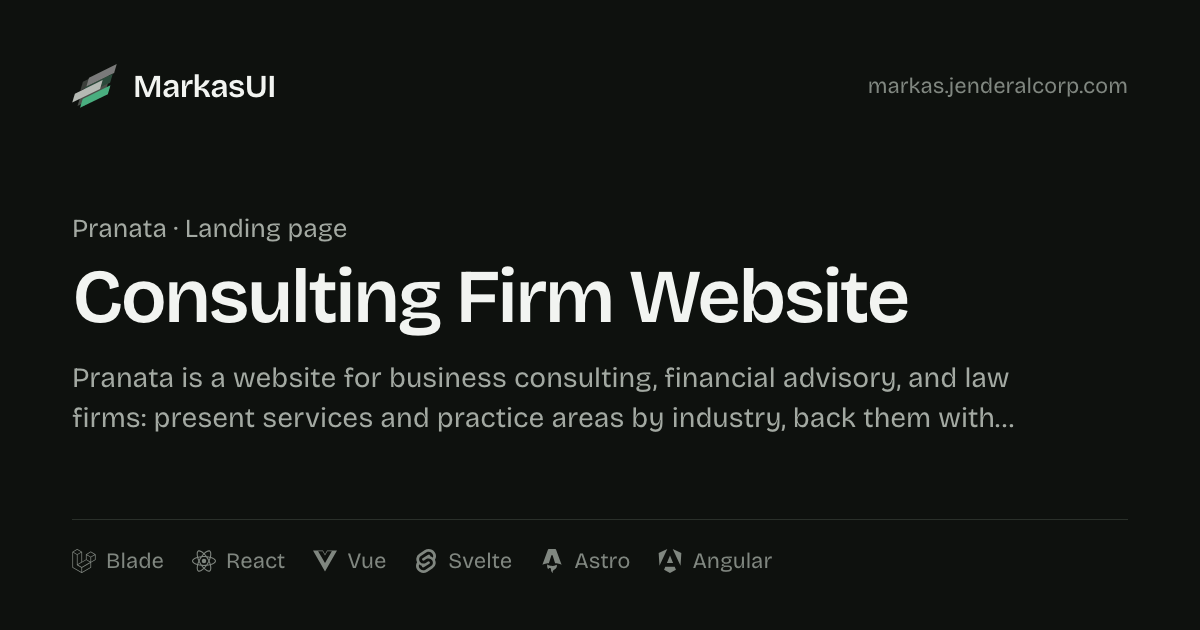 MarkasUI
markas.jenderalcorp.com
Pranata · Landing page
Consulting Firm Website
Pranata is a website for business consulting, financial advisory, and law
firms: present services and practice areas by industry, back them with...
Blade React Vue Svelte Astro Angular